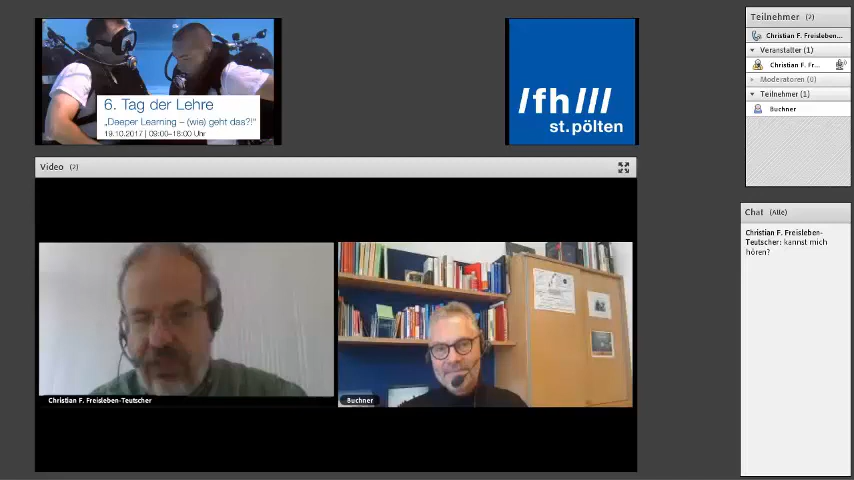 6. Tag der Lehre
„Deeper Learning – (wie) geht das?!“
19.10.2017 | 09:00–18:00 Uhr
/fh///
st.pölten
Video (2)
Christian F. Freisleben-Teutscher
Buchner
Teilnehmer (2)
Christian F. Freisleben...
Veranstalter (1)
Christian F. Fr...
Moderatoren (0)
Teilnehmer (1)
Buchner
Chat (Alle)
Christian F. Freisleben-
Teutscher: kannst mich
hören?